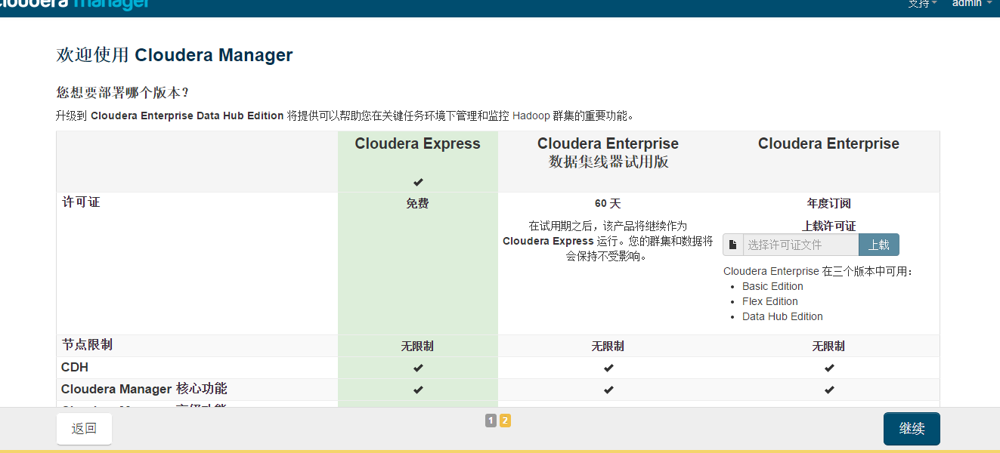 cloudera manager
支持 admin
欢迎使用 Cloudera Manager
您想要部署哪个版本？
升级到 Cloudera Enterprise Data Hub Edition 将提供可以帮助您在关键任务环境下管理和监控 Hadoop 群集的重要功能。
Cloudera Express
Cloudera Enterprise
数据集线器试用版
Cloudera Enterprise
许可证
免费
60 天
在试用期之后，该产品将继续作为
Cloudera Express 运行。您的群集和数据将
会保持不受影响。
年度订阅
上载许可证
选择许可证文件 上载
Cloudera Enterprise 在三个版本中可用：
Basic Edition
Flex Edition
Data Hub Edition
节点限制 无限制 无限制 无限制
CDH
Cloudera Manager 核心功能
返回
1 2
继续